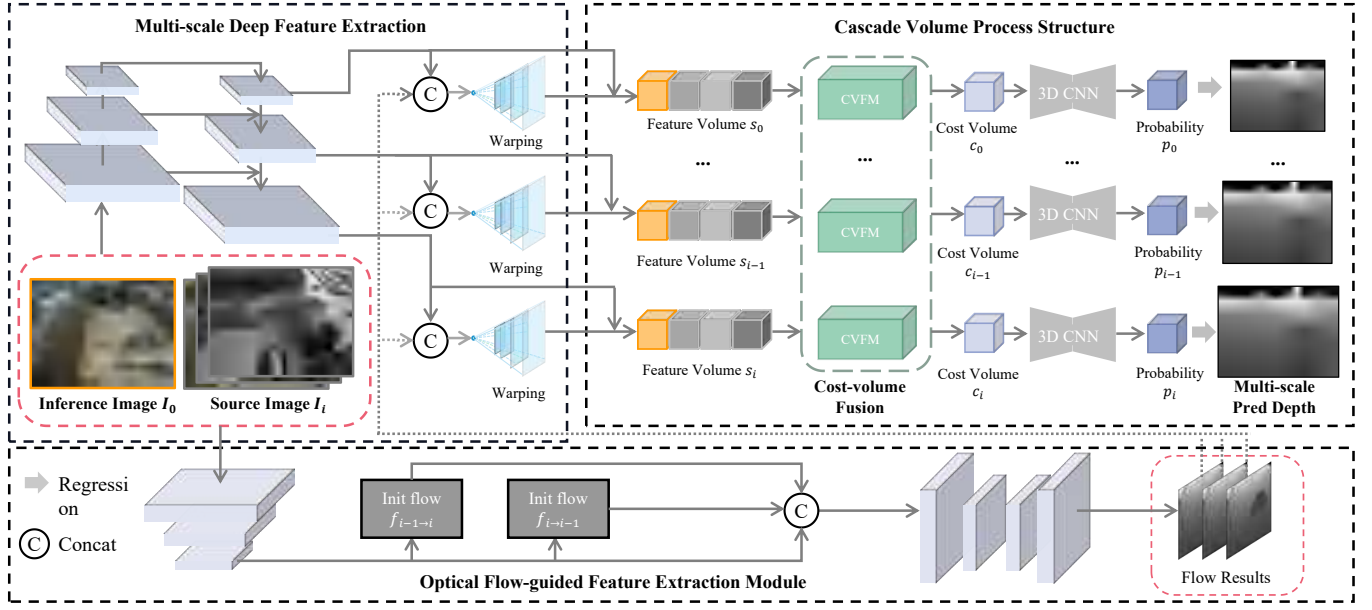 Multi-scale Deep Feature Extraction
Cascade Volume Process Structure
C
Warping
Feature Volume s0
CVFM
Cost Volume
c0
3D CNN
Probability
p0
...
...
...
...
C
Warping
Feature Volume si−1
CVFM
Cost Volume
ci−1
3D CNN
Probability
pi−1
C
Warping
Feature Volume si
CVFM
Cost Volume
ci
3D CNN
Probability
pi
Inference Image I0
Source Image Ii
Cost-volume
Fusion
Multi-scale
Pred Depth
Regressi
on
C Concat
Init flow
fi−1→i
Init flow
fi→i−1
C
Flow Results
Optical Flow-guided Feature Extraction Module